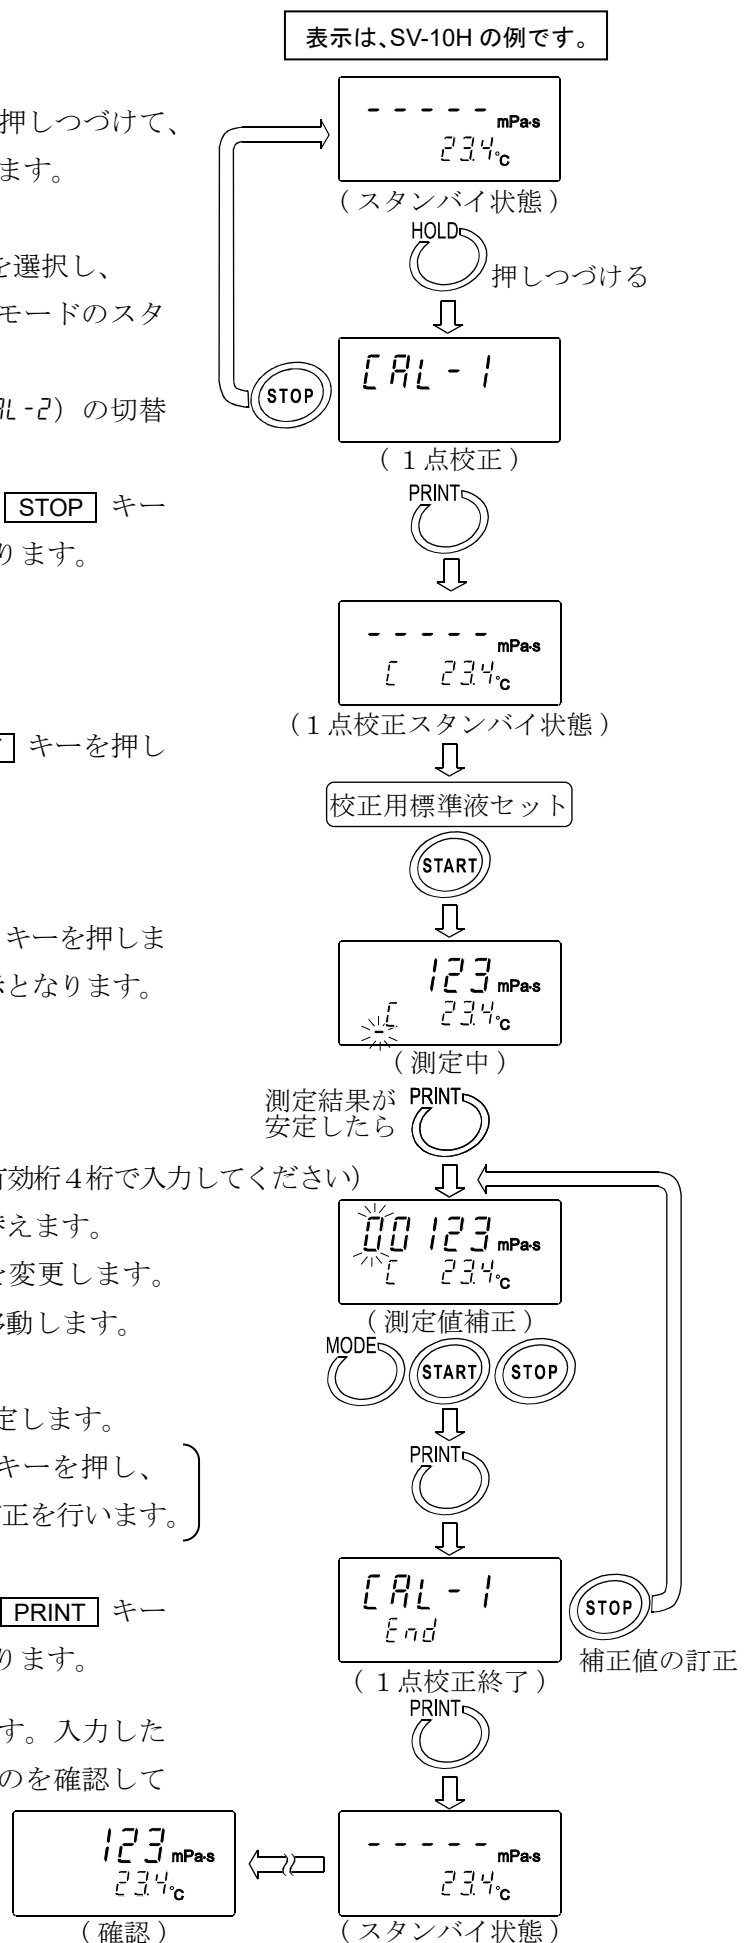 表示は、SV-10H の例です。
押しつづけて、
ます。
- - - - - mPa·s
23.4℃
（スタンバイ状態）
HOLD
押しつづける
を選択し、
モードのスタ
CAL-1
STOP
AL-2）の切替
（１点校正）
STOP キー
ります。
PRINT
- - - - - mPa·s
C 23.4℃
（１点校正スタンバイ状態）
キーを押し
校正用標準液セット
START
キーを押しま
となります。
123 mPa·s
C 23.4℃
（測定中）
測定結果が
安定したら
PRINT
有効桁４桁で入力してください）
替えます。
を変更します。
移動します。
00123 mPa·s
C 23.4℃
（測定値補正）
MODE START STOP
定します。
キーを押し、
訂正を行います。
PRINT
CAL-1
End
（１点校正終了）
STOP
補正値の訂正
PRINT キー
ります。
す。入力した
のを確認して
PRINT
123 mPa·s
23.4℃
（確認）
- - - - - mPa·s
23.4℃
（スタンバイ状態）